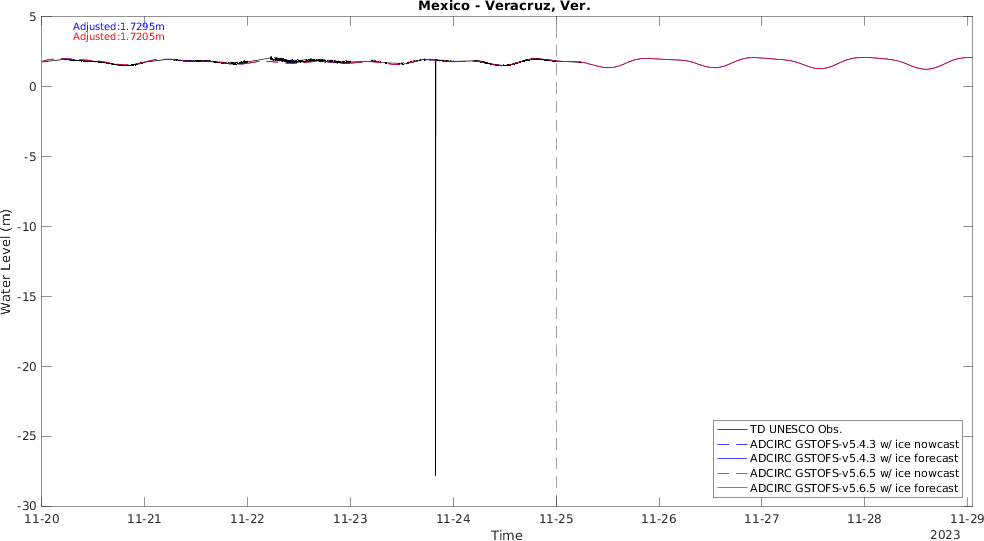 Mexico - Veracruz, Ver.
Adjusted:1.7295m
Adjusted:1.7205m
5
0
-5
-10
-15
-20
-25
-30
Water Level (m)
TD UNESCO Obs.
ADCIRC GSTOFS-v5.4.3 w/ ice nowcast
ADCIRC GSTOFS-v5.4.3 w/ ice forecast
ADCIRC GSTOFS-v5.6.5 w/ ice nowcast
ADCIRC GSTOFS-v5.6.5 w/ ice forecast
11-20 11-21 11-22 11-23 11-24 11-25 11-26 11-27 11-28 11-29
Time
2023